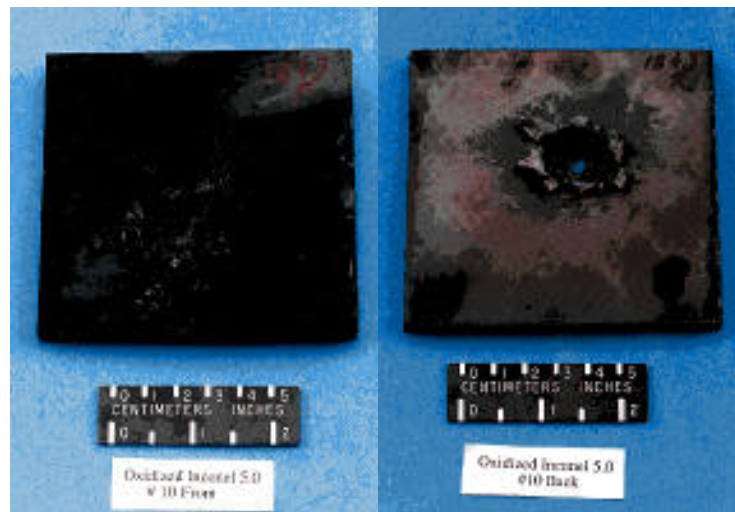 0 1 2 3 4 5
CENTIMETERS INCHES
0 1 2
Oxidized Inconel 5.0
# 10 Front
0 1 2 3 4 5
CENTIMETERS INCHES
0 1 2
Oxidized Inconel 5.0
#10 Back